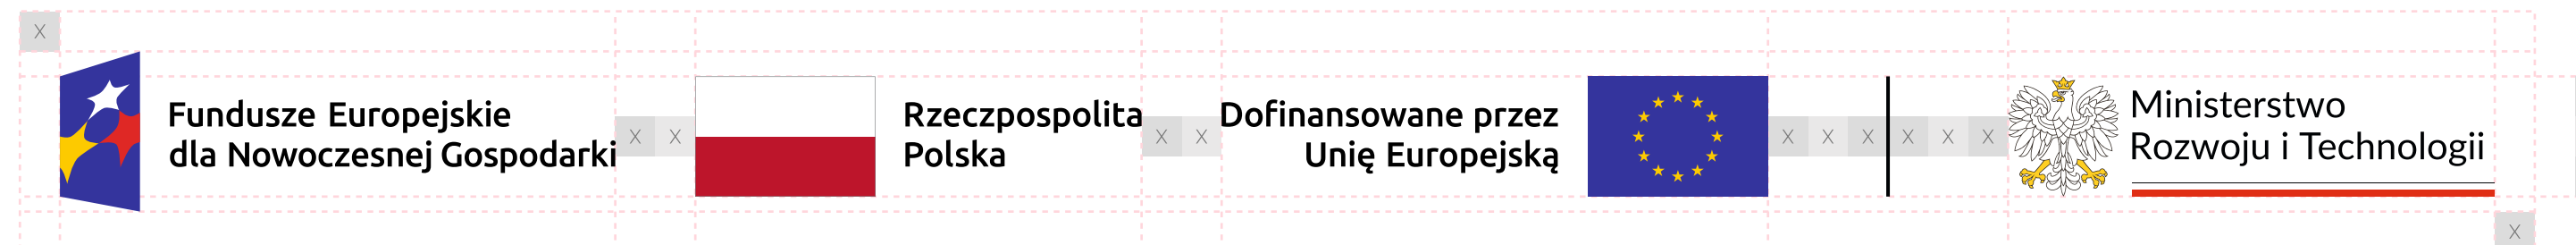 X
Fundusze Europejskie
dla Nowoczesnej Gospodarki
X X
Rzeczpospolita
Polska
X X
Dofinansowane przez
Unię Europejską
X X X X X X
Ministerstwo
Rozwoju i Technologii
X